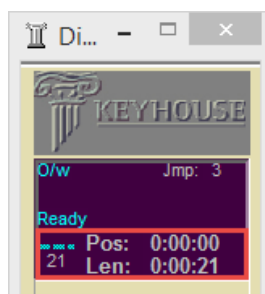 Di...
KEYHOUSE
O/w Jmp: 3
Ready
Pos: 0:00:00
21 Len: 0:00:21